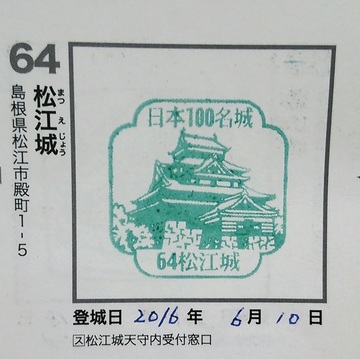 64
松江城
まつえじょう
島根県松江市殿町1-5
日本100名城
64松江城
登城日 2016年 6月 10日
ス松江城天守内受付窓口